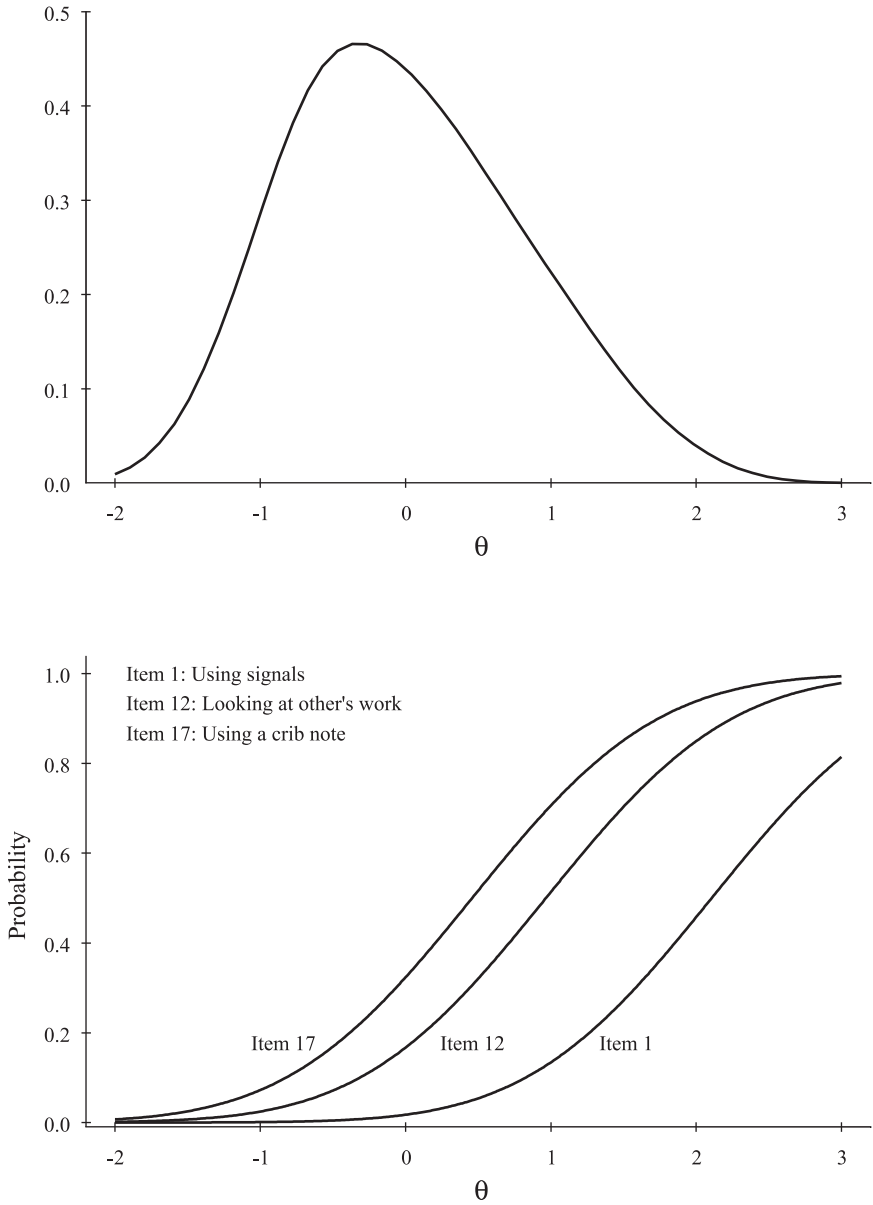 0.5
0.4
0.3
0.2
0.1
0.0
-2 -1 0 1 2 3
θ
Item 1: Using signals
Item 12: Looking at other's work
Item 17: Using a crib note
1.0
0.8
0.6
0.4
0.2
0.0
Probability
Item 17 Item 12 Item 1
-2 -1 0 1 2 3
θ